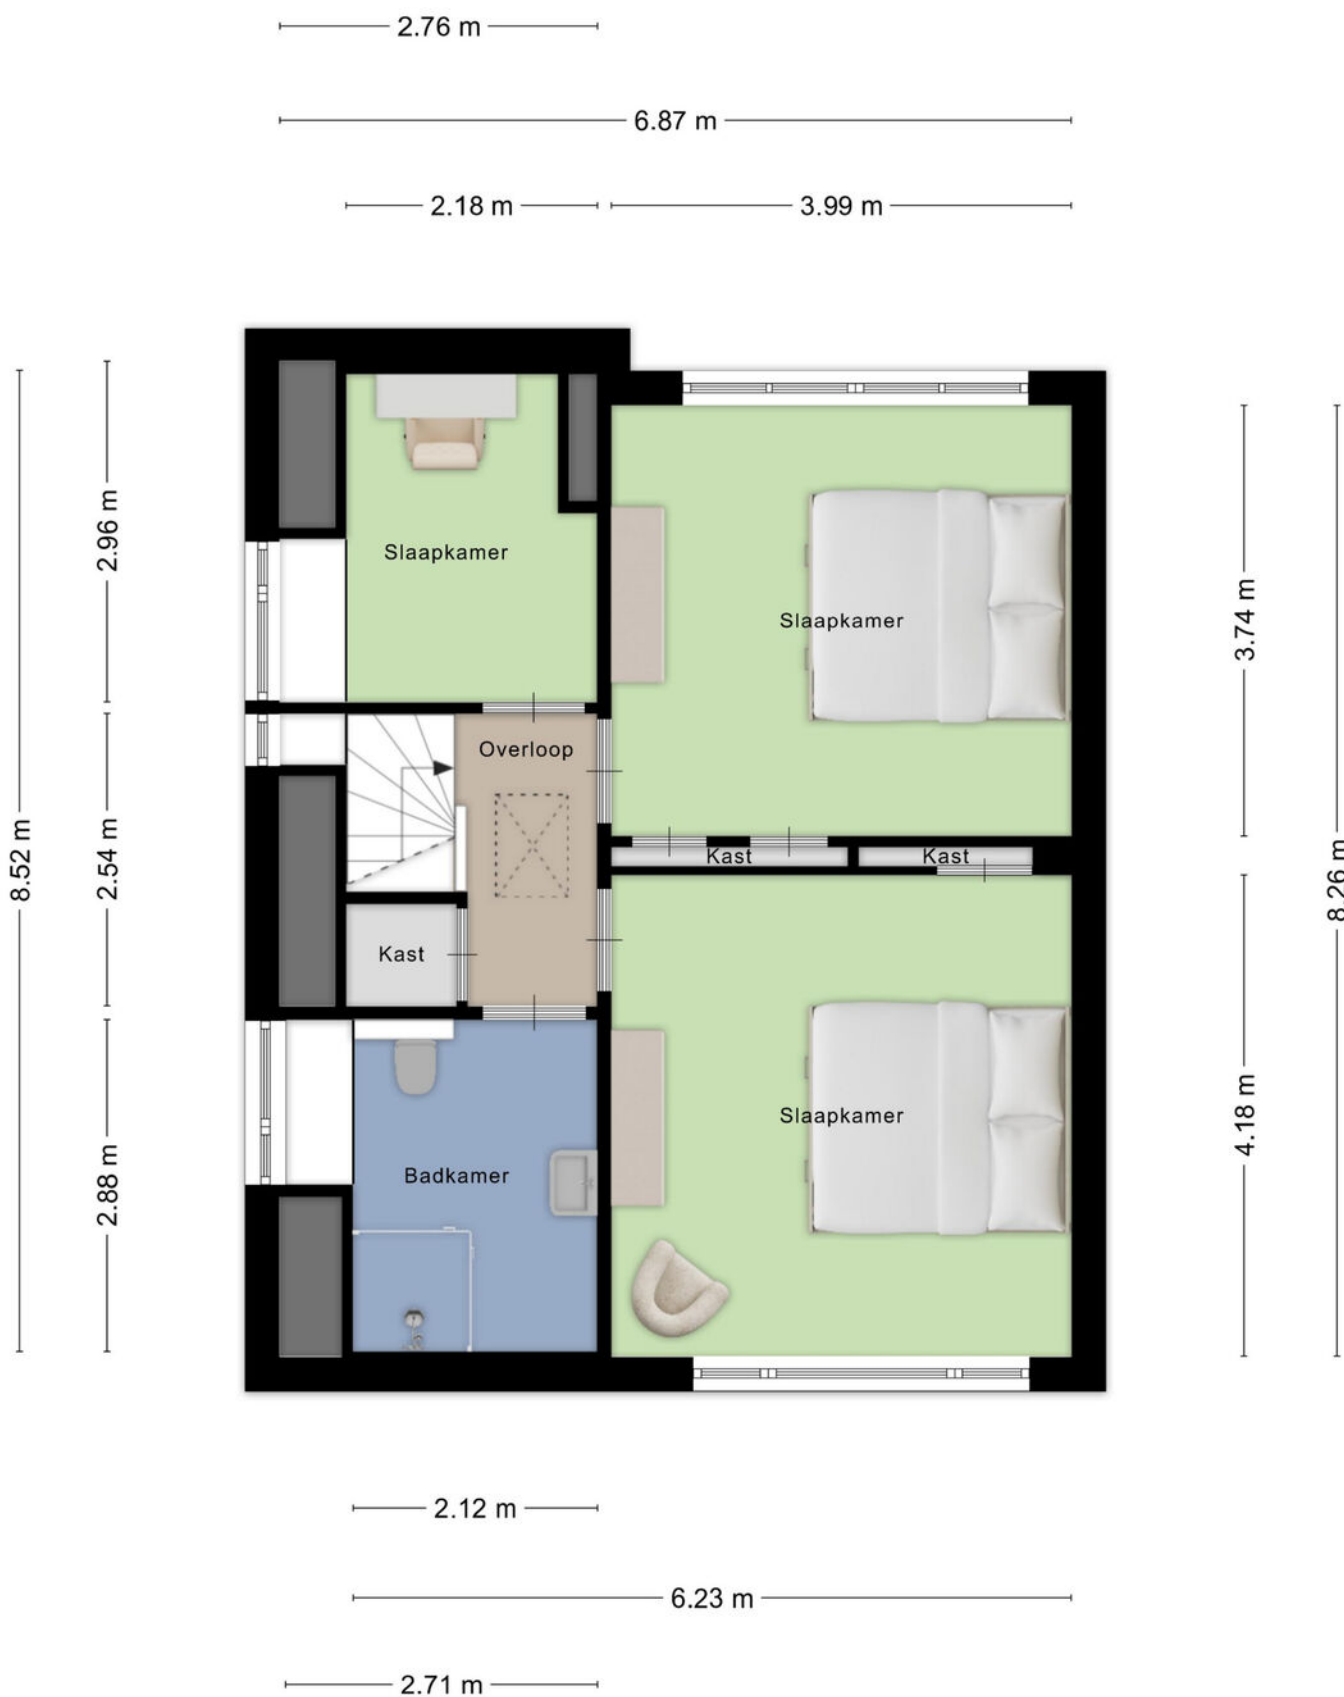 2.76 m
6.87 m
2.18 m
3.99 m
2.96 m
Slaapkamer
Slaapkamer
3.74 m
Overloop
8.52 m
2.54 m
Kast
Kast
8.26 m
Kast
4.18 m
Slaapkamer
Badkamer
2.88 m
2.12 m
6.23 m
2.71 m